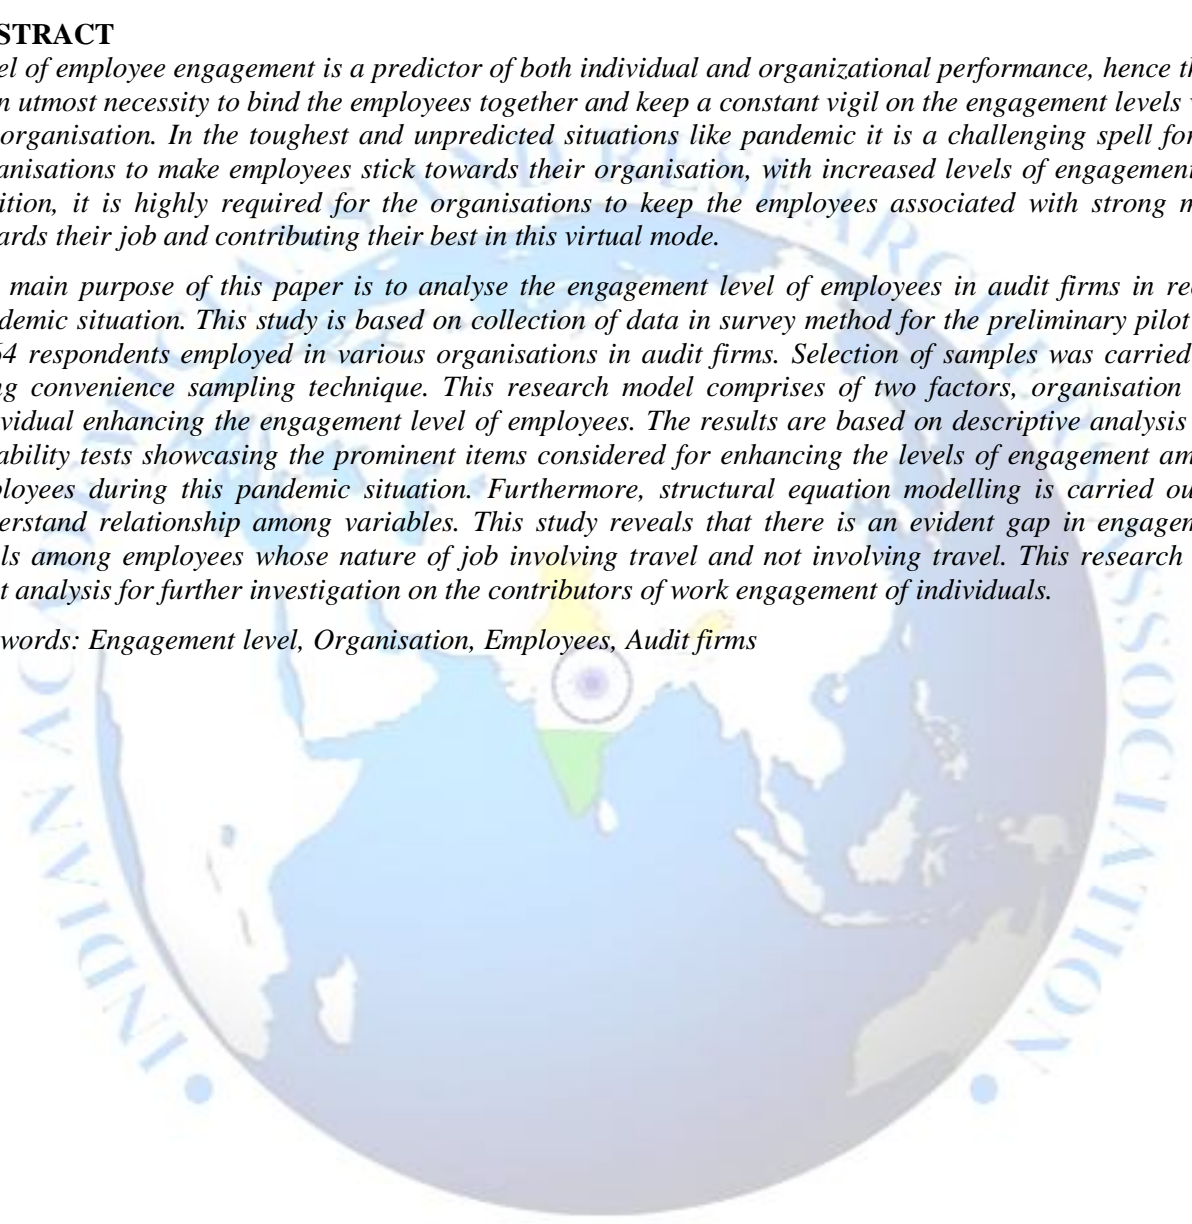 STRACT
el of employee engagement is a predictor of both individual and organizational performance, hence th
n utmost necessity to bind the employees together and keep a constant vigil on the engagement levels
organisation. In the toughest and unpredicted situations like pandemic it is a challenging spell for
anisations to make employees stick towards their organisation, with increased levels of engagement
ition, it is highly required for the organisations to keep the employees associated with strong m
ards their job and contributing their best in this virtual mode.
main purpose of this paper is to analyse the engagement level of employees in audit firms in re
demic situation. This study is based on collection of data in survey method for the preliminary pilot
64 respondents employed in various organisations in audit firms. Selection of samples was carried
ng convenience sampling technique. This research model comprises of two factors, organisation
vidual enhancing the engagement level of employees. The results are based on descriptive analysis
ability tests showcasing the prominent items considered for enhancing the levels of engagement am
ployees during this pandemic situation. Furthermore, structural equation modelling is carried ou
erstand relationship among variables. This study reveals that there is an evident gap in engagem
ls among employees whose nature of job involving travel and not involving travel. This research
t analysis for further investigation on the contributors of work engagement of individuals.
words: Engagement level, Organisation, Employees, Audit firms
INDIAN ACADEMICIANS AND RESEARCHERS ASSOCIATION